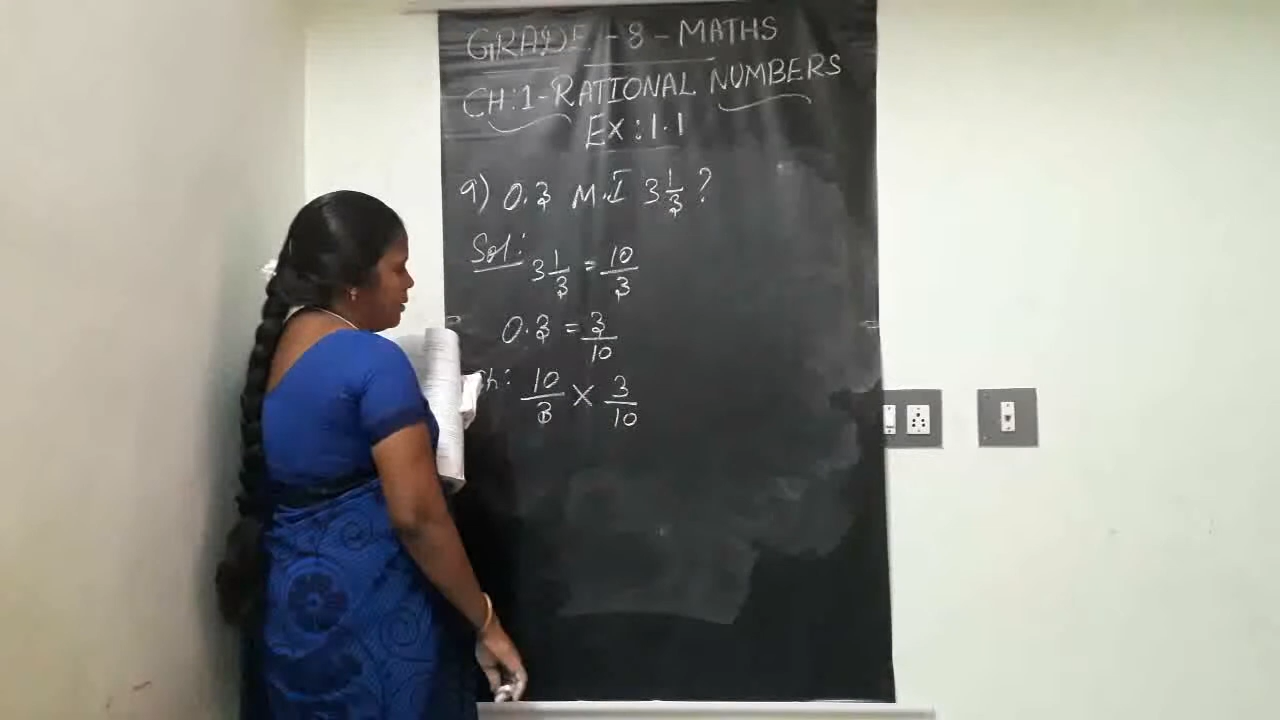 GRADE - 8 - MATHS
CH:1-RATIONAL NUMBERS
EX:1.1
9) 0.3 M.I 3 1/3 ?
Sol:
3 1/3 = 10/3
0.3 = 3/10
10/3 × 3/10